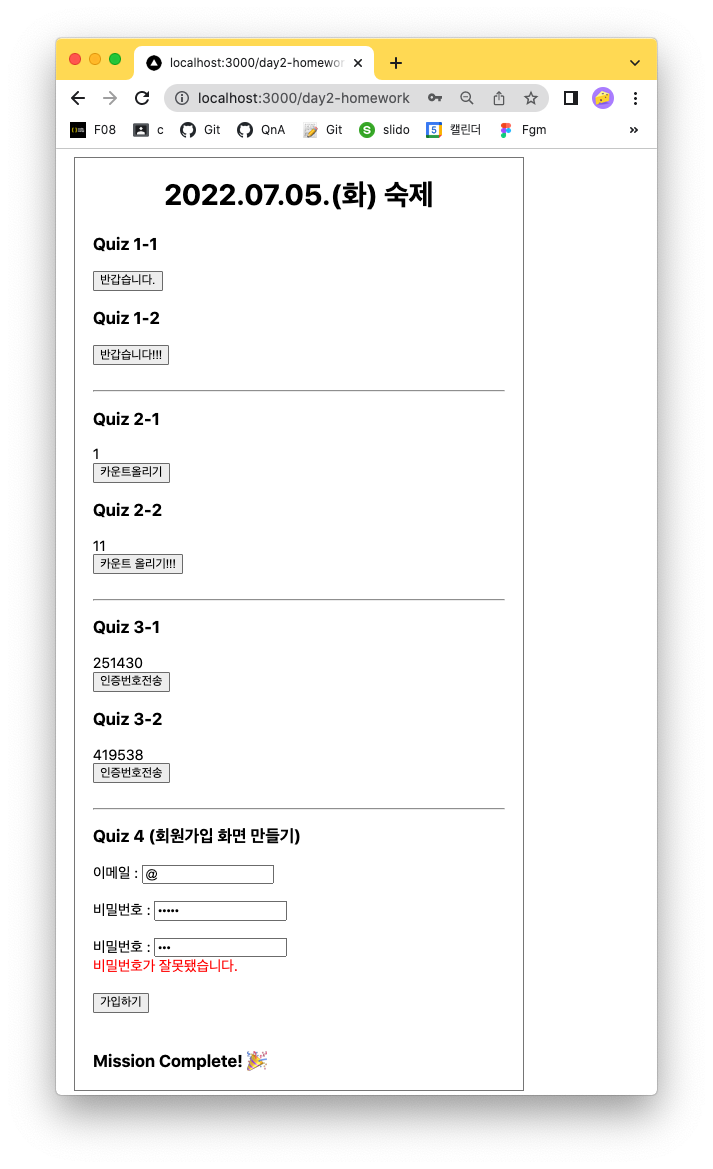 localhost:3000/day2-homewor
localhost:3000/day2-homework
F08 c Git QnA Git slido 캘린더 Fgm »
2022.07.05.(화) 숙제
Quiz 1-1
반갑습니다.
Quiz 1-2
반갑습니다!!!
Quiz 2-1
1
카운트올리기
Quiz 2-2
11
카운트 올리기!!!
Quiz 3-1
251430
인증번호전송
Quiz 3-2
419538
인증번호전송
Quiz 4 (회원가입 화면 만들기)
이메일 : @
비밀번호 : •••••
비밀번호 : •••
비밀번호가 잘못됐습니다.
가입하기
Mission Complete! 🎉